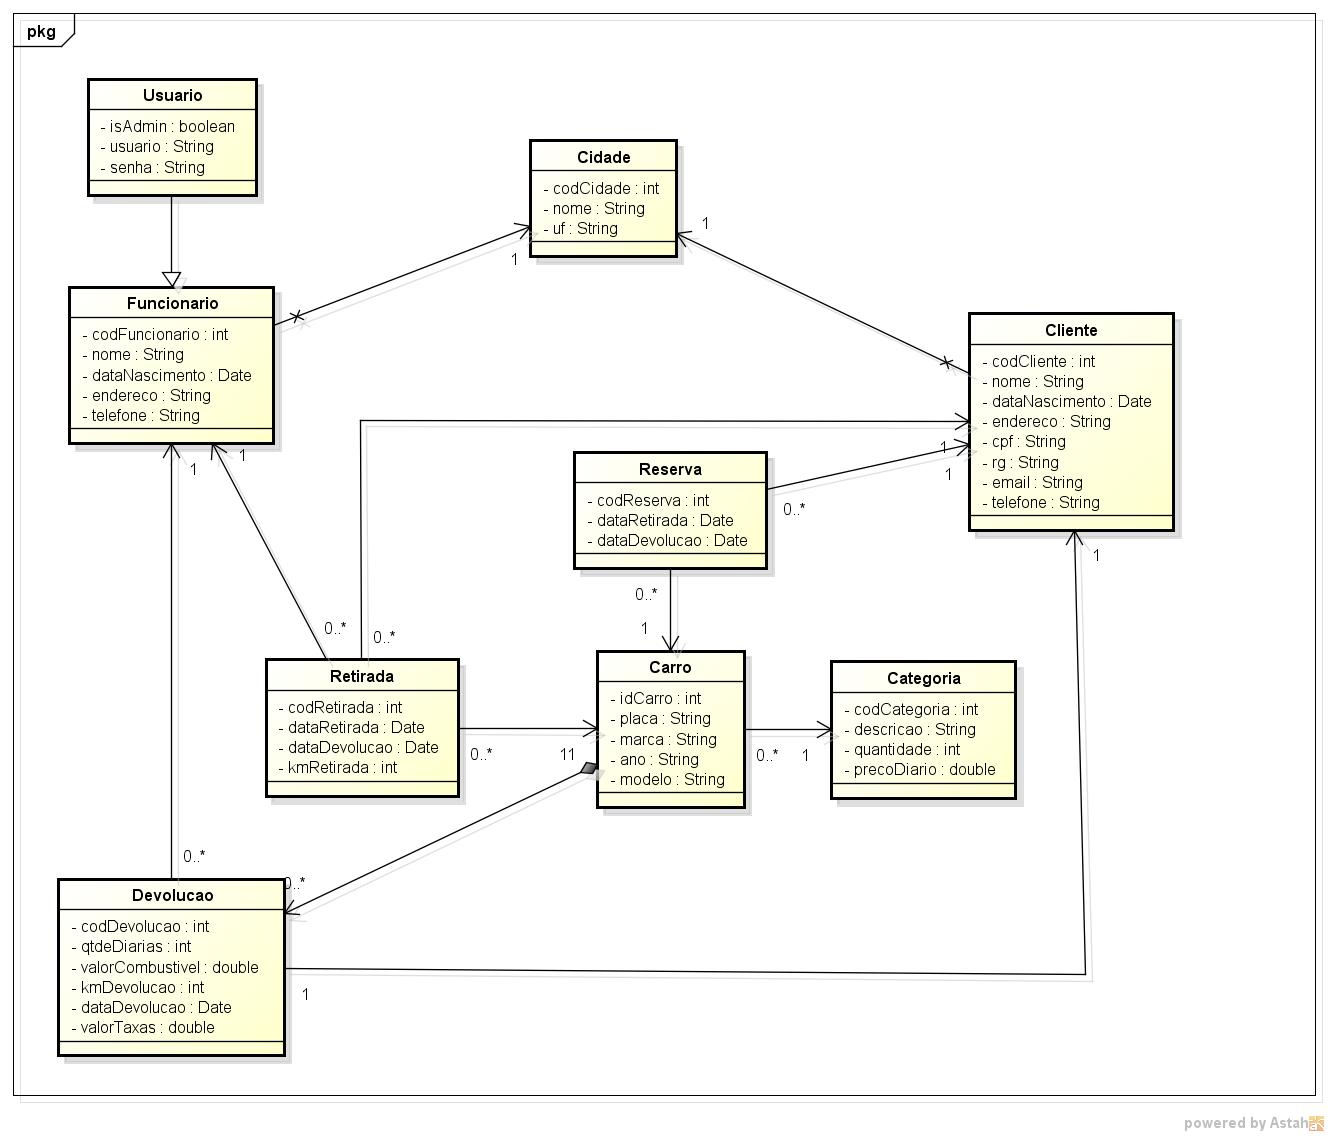 pkg
Usuario
- isAdmin : boolean
- usuario : String
- senha : String
Cidade
- codCidade : int
- nome : String
- uf : String
1
1
Funcionario
- codFuncionario : int
- nome : String
- dataNascimento : Date
- endereco : String
- telefone : String
1
1
Cliente
- codCliente : int
- nome : String
- dataNascimento : Date
- endereco : String
- cpf : String
- rg : String
- email : String
- telefone : String
1
1
1
Reserva
- codReserva : int
- dataRetirada : Date
- dataDevolucao : Date
0..*
0..*
1
0..*
0..*
Retirada
- codRetirada : int
- dataRetirada : Date
- dataDevolucao : Date
- kmRetirada : int
0..*
11
Carro
- idCarro : int
- placa : String
- marca : String
- ano : String
- modelo : String
0..*
1
Categoria
- codCategoria : int
- descricao : String
- quantidade : int
- precoDiario : double
0..*
0..*
Devolucao
- codDevolucao : int
- qtdeDiarias : int
- valorCombustivel : double
- kmDevolucao : int
- dataDevolucao : Date
- valorTaxas : double
1
powered by Astah